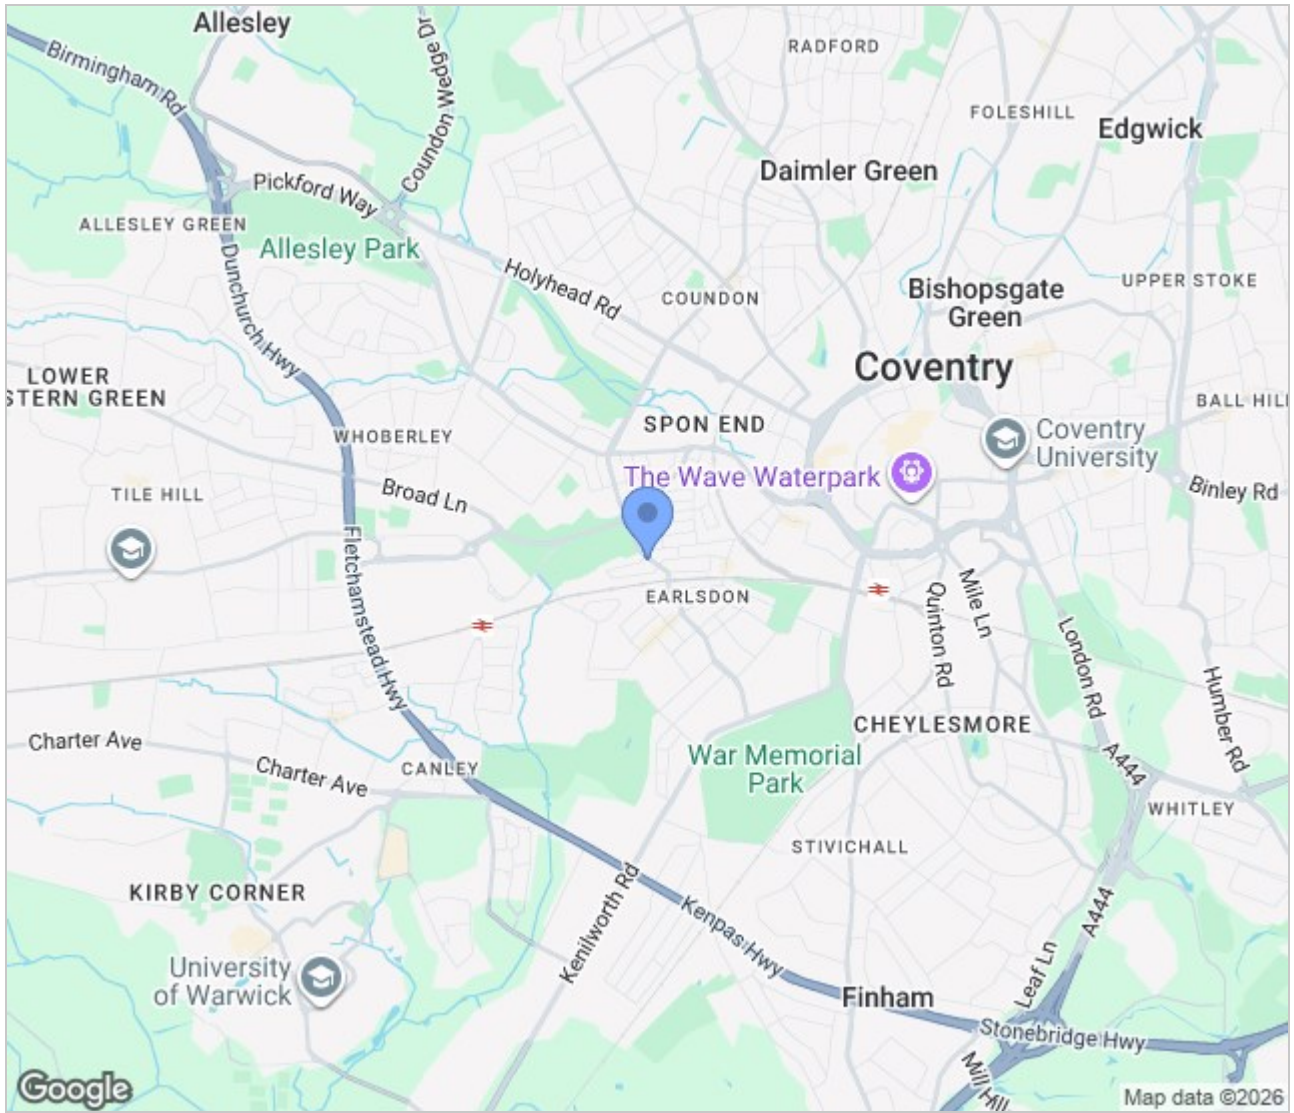 Allesley
Birmingham Rd
Coundon Wedge Dr
RADFORD
FOLESHILL
Edgwick
Daimler Green
Pickford Way
ALLESLEY GREEN
Allesley Park
Dunchurch Hwy
Holyhead Rd
COUNDON
UPPER STOKE
Bishopsgate
Green
Coventry
LOWER
STERN GREEN
BALL HILL
SPON END
WHOBERLEY
Coventry
University
The Wave Waterpark
Broad Ln
TILE HILL
Binley Rd
Fletchamstead Hwy
EARLSDON
Quinton Rd
Mile Ln
London Rd
Humber Rd
CHEYLESMORE
Charter Ave
Charter Ave
CANLEY
War Memorial
Park
A444
WHITLEY
STIVICHALL
KIRBY CORNER
Kenilworth Rd
Kenpas Hwy
A444
University
of Warwick
Leaf Ln
Finham
Stonebridge Hwy
Mill Hill
Google
Map data ©2026